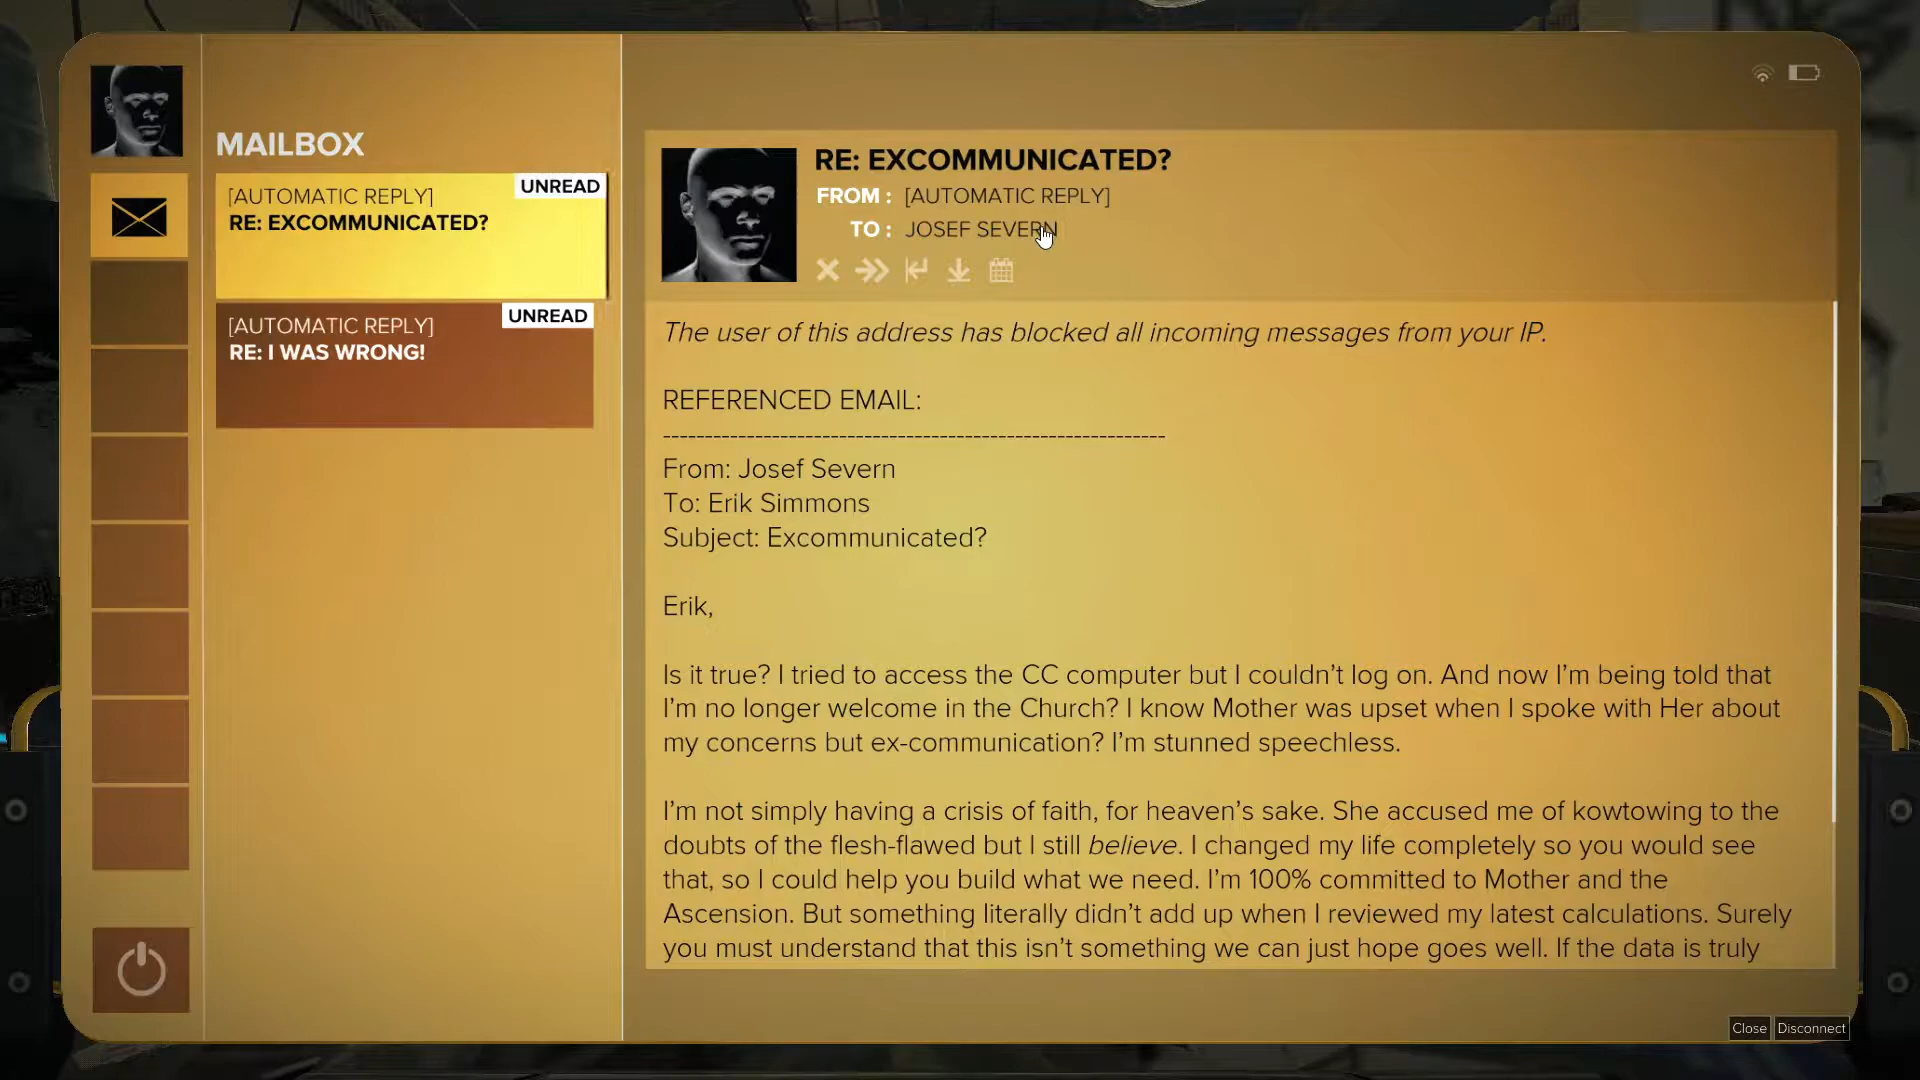 MAILBOX
[AUTOMATIC REPLY]
UNREAD
RE: EXCOMMUNICATED?
[AUTOMATIC REPLY]
UNREAD
RE: I WAS WRONG!
RE: EXCOMMUNICATED?
FROM : [AUTOMATIC REPLY]
TO : JOSEF SEVERN
The user of this address has blocked all incoming messages from your IP.
REFERENCED EMAIL:
------------------------------------------------------------
From: Josef Severn
To: Erik Simmons
Subject: Excommunicated?
Erik,
Is it true? I tried to access the CC computer but I couldn't log on. And now I'm being told that
I'm no longer welcome in the Church? I know Mother was upset when I spoke with Her about
my concerns but ex-communication? I'm stunned speechless.
I'm not simply having a crisis of faith, for heaven's sake. She accused me of kowtowing to the
doubts of the flesh-flawed but I still believe. I changed my life completely so you would see
that, so I could help you build what we need. I'm 100% committed to Mother and the
Ascension. But something literally didn't add up when I reviewed my latest calculations. Surely
you must understand that this isn't something we can just hope goes well. If the data is truly
Close Disconnect